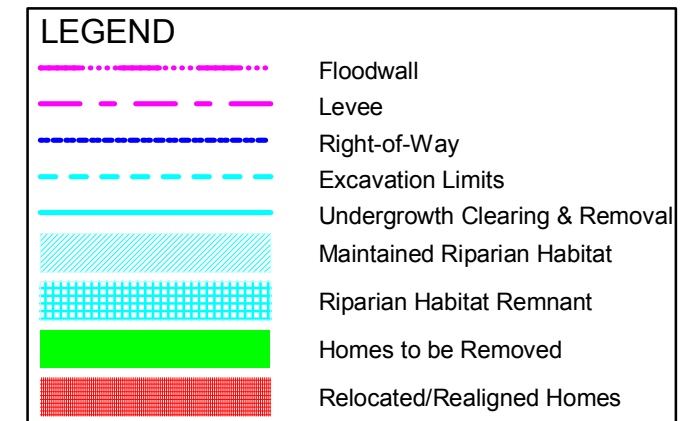 LEGEND
Floodwall
Levee
Right-of-Way
Excavation Limits
Undergrowth Clearing & Removal
Maintained Riparian Habitat
Riparian Habitat Remnant
Homes to be Removed
Relocated/Realigned Homes